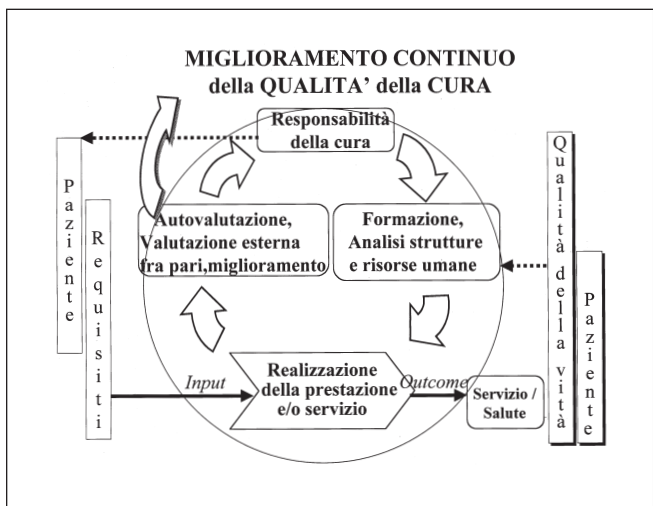 MIGLIORAMENTO CONTINUO
della QUALITA’ della CURA
Responsabilità
della cura
Paziente
Requisiti
Autovalutazione,
Valutazione esterna
fra pari,miglioramento
Formazione,
Analisi strutture
e risorse umane
Qualità della vità
Paziente
Input
Realizzazione
della prestazione
e/o servizio
Outcome
Servizio /
Salute